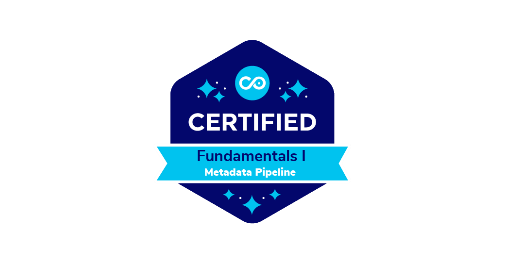 CERTIFIED
Fundamentals I
Metadata Pipeline